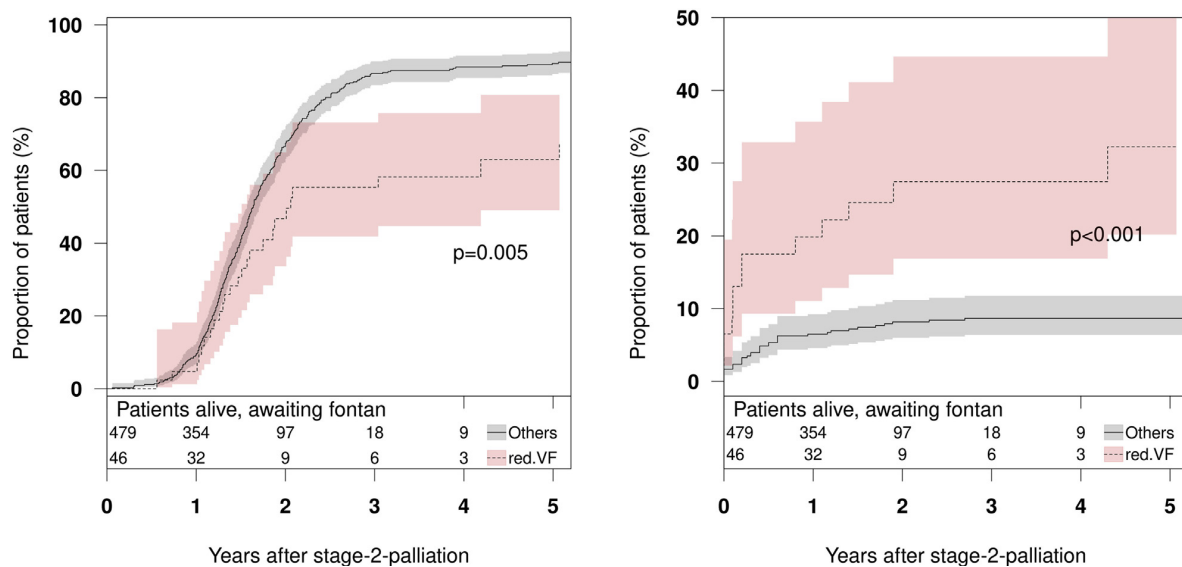 Proportion of patients (%)
100
80
60
40
20
0
p=0.005
Patients alive, awaiting fontan
479 354 97 18 9 Others
46 32 9 6 3 red.VF
0 1 2 3 4 5
Years after stage-2-palliation
Proportion of patients (%)
50
40
30
20
10
0
p<0.001
Patients alive, awaiting fontan
479 354 97 18 9 Others
46 32 9 6 3 red.VF
0 1 2 3 4 5
Years after stage-2-palliation